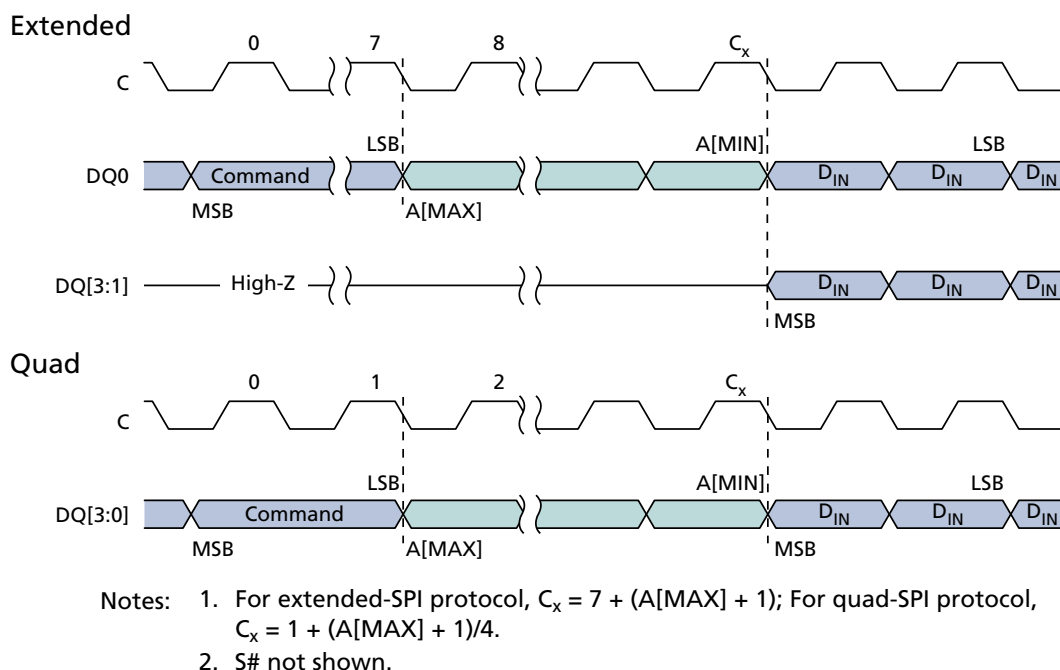 Extended
0 7 8 Cx
C
LSB A[MIN] LSB
DQ0 Command DIN DIN DIN
MSB A[MAX]
DQ[3:1] High-Z DIN DIN DIN
MSB
Quad
0 1 2 Cx
C
LSB A[MIN] LSB
DQ[3:0] Command DIN DIN DIN
MSB A[MAX] MSB
Notes: 1. For extended-SPI protocol, Cx = 7 + (A[MAX] + 1); For quad-SPI protocol,
Cx = 1 + (A[MAX] + 1)/4.
2. S# not shown.